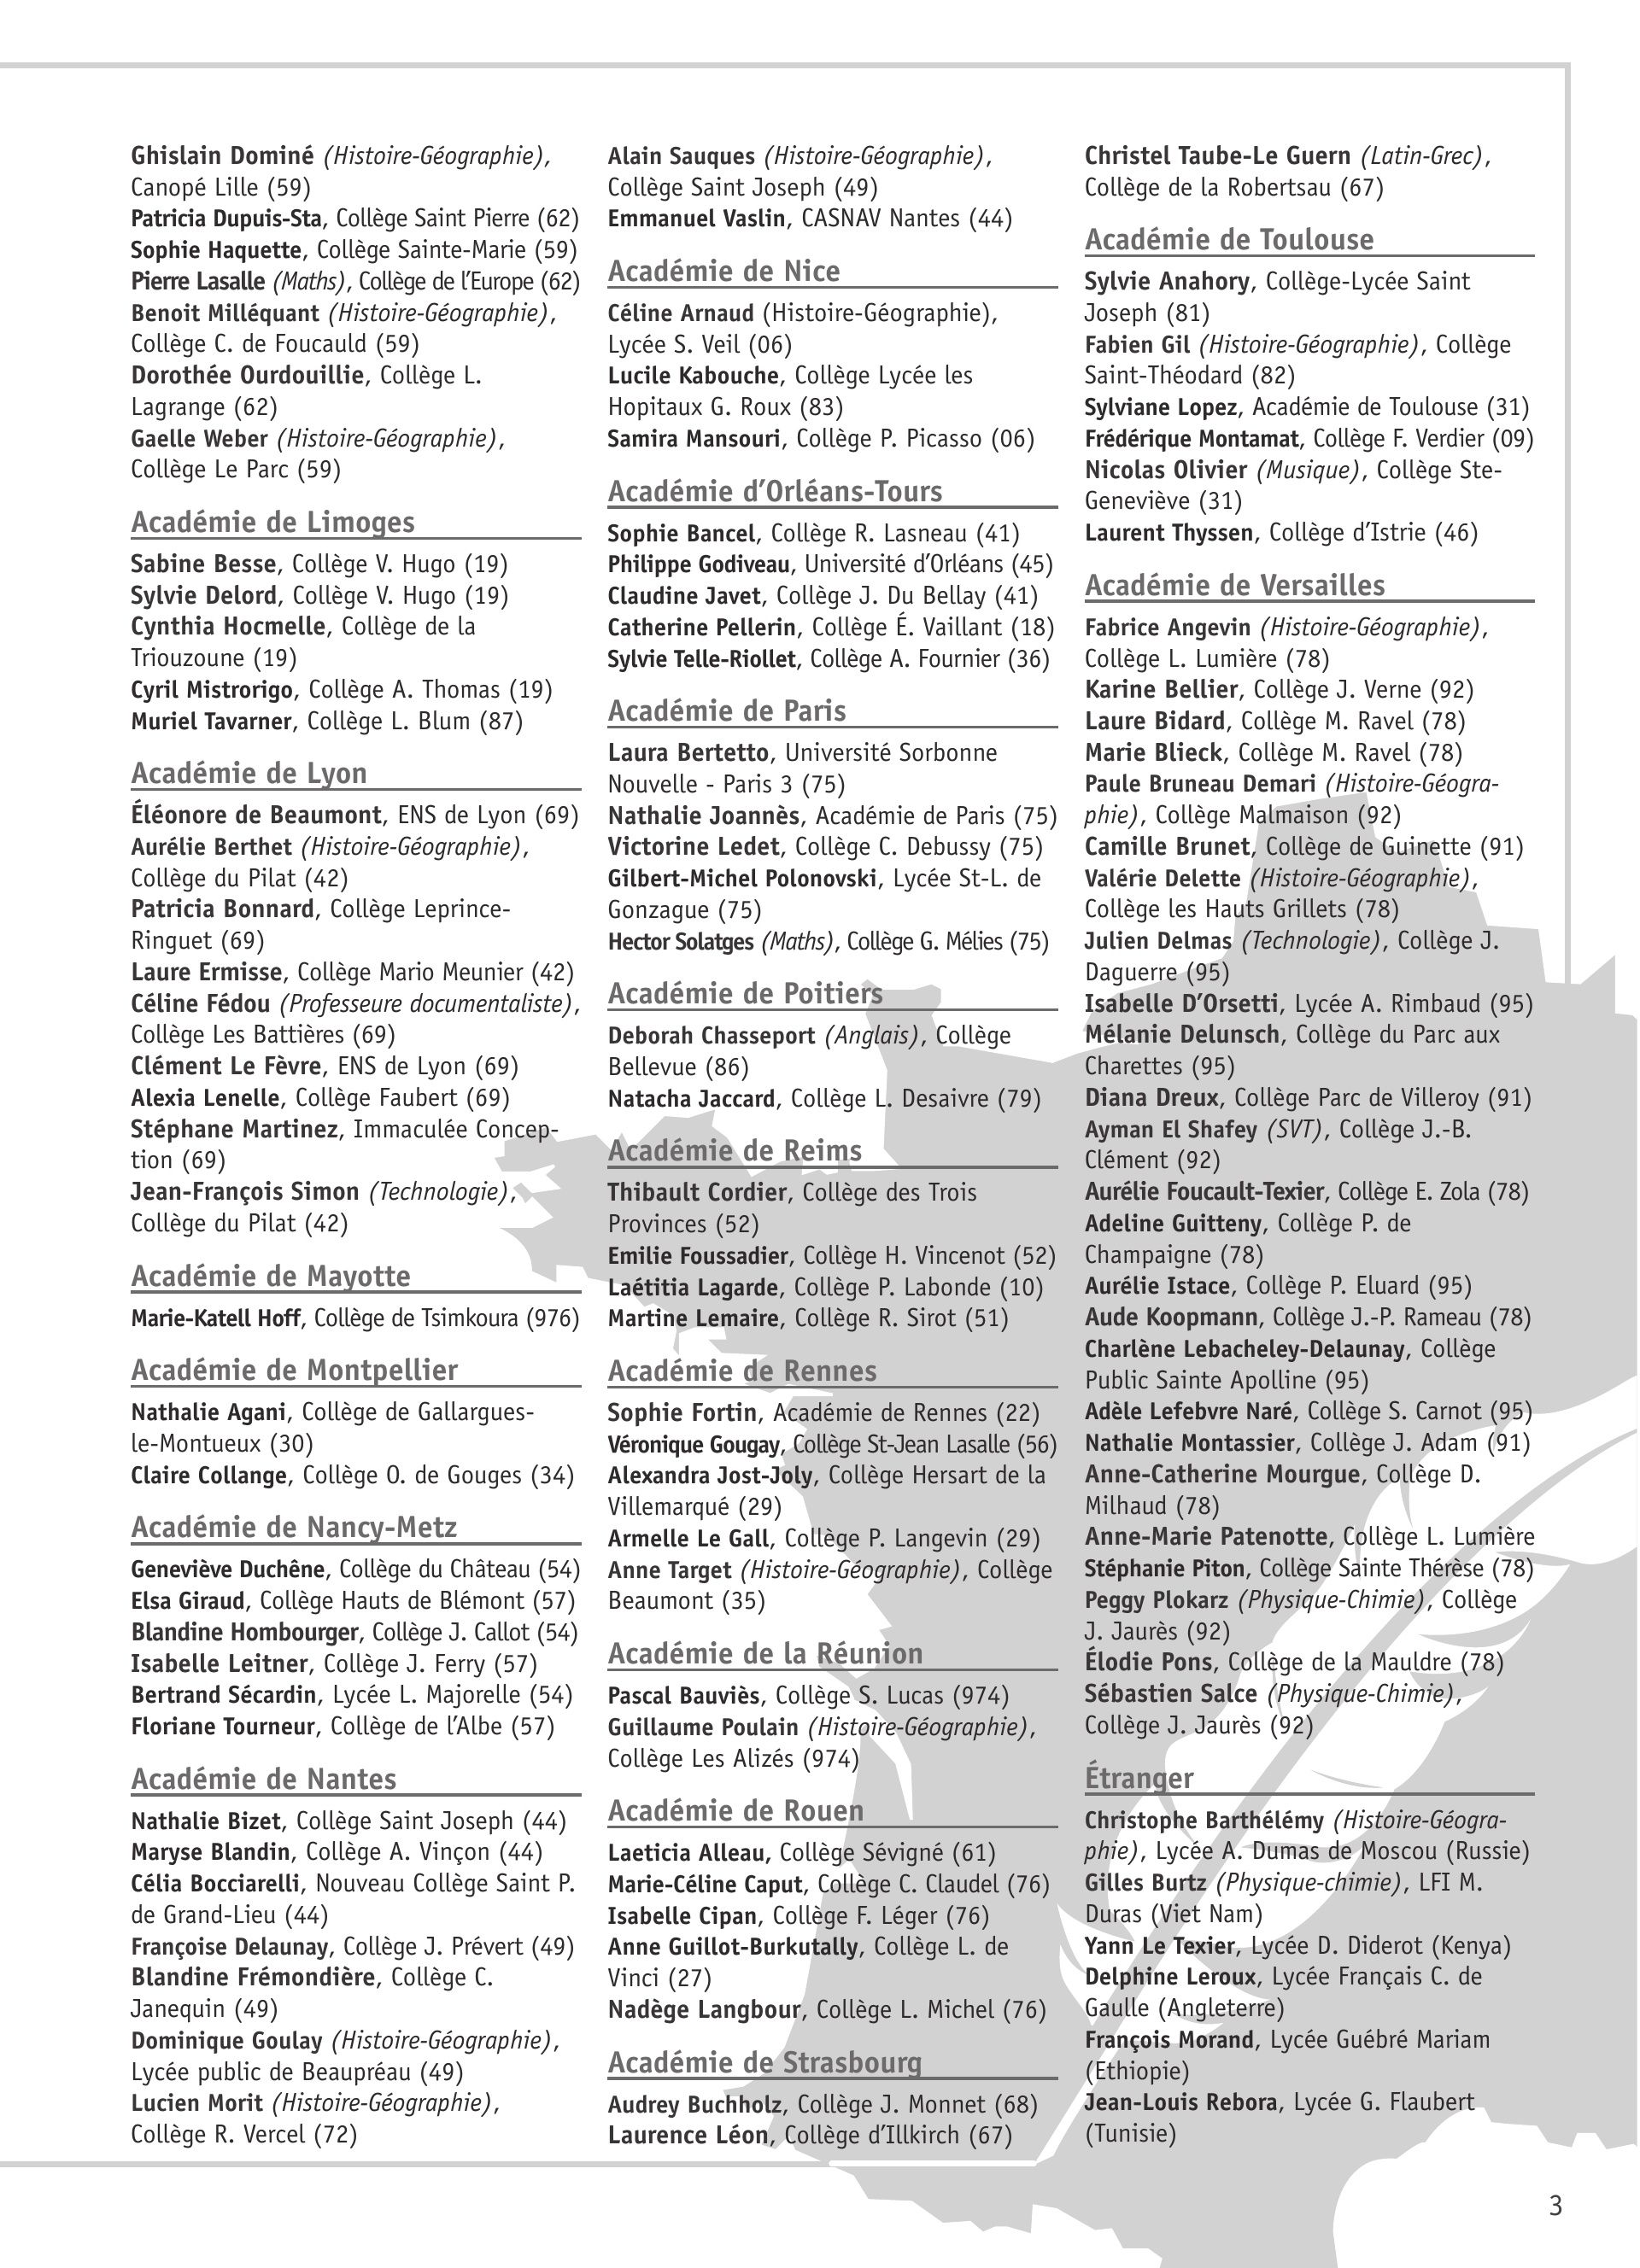 Ghislain Dominé (Histoire-Géographie),
Canopé Lille (59)
Patricia Dupuis-Sta, Collège Saint Pierre (62)
Sophie Haquette, Collège Sainte-Marie (59)
Pierre Lasalle (Maths), Collège de l’Europe (62)
Benoit Milléquant (Histoire-Géographie),
Collège C. de Foucauld (59)
Dorothée Ourdouillie, Collège L.
Lagrange (62)
Gaelle Weber (Histoire-Géographie),
Collège Le Parc (59)
Académie de Limoges
Sabine Besse, Collège V. Hugo (19)
Sylvie Delord, Collège V. Hugo (19)
Cynthia Hocmelle, Collège de la
Triouzoune (19)
Cyril Mistrorigo, Collège A. Thomas (19)
Muriel Tavarner, Collège L. Blum (87)
Académie de Lyon
Éléonore de Beaumont, ENS de Lyon (69)
Aurélie Berthet (Histoire-Géographie),
Collège du Pilat (42)
Patricia Bonnard, Collège Leprince-
Ringuet (69)
Laure Ermisse, Collège Mario Meunier (42)
Céline Fédou (Professeure documentaliste),
Collège Les Battières (69)
Clément Le Fèvre, ENS de Lyon (69)
Alexia Lenelle, Collège Faubert (69)
Stéphane Martinez, Immaculée Concep-
tion (69)
Jean-François Simon (Technologie),
Collège du Pilat (42)
Académie de Mayotte
Marie-Katell Hoff, Collège de Tsimkoura (976)
Académie de Montpellier
Nathalie Agani, Collège de Gallargues-
le-Montueux (30)
Claire Collange, Collège O. de Gouges (34)
Académie de Nancy-Metz
Geneviève Duchêne, Collège du Château (54)
Elsa Giraud, Collège Hauts de Blémont (57)
Blandine Hombourger, Collège J. Callot (54)
Isabelle Leitner, Collège J. Ferry (57)
Bertrand Sécardin, Lycée L. Majorelle (54)
Floriane Tourneur, Collège de l’Albe (57)
Académie de Nantes
Nathalie Bizet, Collège Saint Joseph (44)
Maryse Blandin, Collège A. Vinçon (44)
Célia Bocciarelli, Nouveau Collège Saint P.
de Grand-Lieu (44)
Françoise Delaunay, Collège J. Prévert (49)
Blandine Frémondière, Collège C.
Janequin (49)
Dominique Goulay (Histoire-Géographie),
Lycée public de Beaupréau (49)
Lucien Morit (Histoire-Géographie),
Collège R. Vercel (72)
Alain Sauques (Histoire-Géographie),
Collège Saint Joseph (49)
Emmanuel Vaslin, CASNAV Nantes (44)
Académie de Nice
Céline Arnaud (Histoire-Géographie),
Lycée S. Veil (06)
Lucile Kabouche, Collège Lycée les
Hopitaux G. Roux (83)
Samira Mansouri, Collège P. Picasso (06)
Académie d’Orléans-Tours
Sophie Bancel, Collège R. Lasneau (41)
Philippe Godiveau, Université d’Orléans (45)
Claudine Javet, Collège J. Du Bellay (41)
Catherine Pellerin, Collège É. Vaillant (18)
Sylvie Telle-Riollet, Collège A. Fournier (36)
Académie de Paris
Laura Bertetto, Université Sorbonne
Nouvelle - Paris 3 (75)
Nathalie Joannès, Académie de Paris (75)
Victorine Ledet, Collège C. Debussy (75)
Gilbert-Michel Polonovski, Lycée St-L. de
Gonzague (75)
Hector Solatges (Maths), Collège G. Mélies (75)
Académie de Poitiers
Deborah Chasseport (Anglais), Collège
Bellevue (86)
Natacha Jaccard, Collège L. Desaivre (79)
Académie de Reims
Thibault Cordier, Collège des Trois
Provinces (52)
Emilie Foussadier, Collège H. Vincenot (52)
Laétitia Lagarde, Collège P. Labonde (10)
Martine Lemaire, Collège R. Sirot (51)
Académie de Rennes
Sophie Fortin, Académie de Rennes (22)
Véronique Gougay, Collège St-Jean Lasalle (56)
Alexandra Jost-Joly, Collège Hersart de la
Villemarqué (29)
Armelle Le Gall, Collège P. Langevin (29)
Anne Target (Histoire-Géographie), Collège
Beaumont (35)
Académie de la Réunion
Pascal Bauviès, Collège S. Lucas (974)
Guillaume Poulain (Histoire-Géographie),
Collège Les Alizés (974)
Académie de Rouen
Laeticia Alleau, Collège Sévigné (61)
Marie-Céline Caput, Collège C. Claudel (76)
Isabelle Cipan, Collège F. Léger (76)
Anne Guillot-Burkutally, Collège L. de
Vinci (27)
Nadège Langbour, Collège L. Michel (76)
Académie de Strasbourg
Audrey Buchholz, Collège J. Monnet (68)
Laurence Léon, Collège d’Illkirch (67)
Christel Taube-Le Guern (Latin-Grec),
Collège de la Robertsau (67)
Académie de Toulouse
Sylvie Anahory, Collège-Lycée Saint
Joseph (81)
Fabien Gil (Histoire-Géographie), Collège
Saint-Théodard (82)
Sylviane Lopez, Académie de Toulouse (31)
Frédérique Montamat, Collège F. Verdier (09)
Nicolas Olivier (Musique), Collège Ste-
Geneviève (31)
Laurent Thyssen, Collège d’Istrie (46)
Académie de Versailles
Fabrice Angevin (Histoire-Géographie),
Collège L. Lumière (78)
Karine Bellier, Collège J. Verne (92)
Laure Bidard, Collège M. Ravel (78)
Marie Blieck, Collège M. Ravel (78)
Paule Bruneau Demari (Histoire-Géogra-
phie), Collège Malmaison (92)
Camille Brunet, Collège de Guinette (91)
Valérie Delette (Histoire-Géographie),
Collège les Hauts Grillets (78)
Julien Delmas (Technologie), Collège J.
Daguerre (95)
Isabelle D’Orsetti, Lycée A. Rimbaud (95)
Mélanie Delunsch, Collège du Parc aux
Charettes (95)
Diana Dreux, Collège Parc de Villeroy (91)
Ayman El Shafey (SVT), Collège J.-B.
Clément (92)
Aurélie Foucault-Texier, Collège E. Zola (78)
Adeline Guitteny, Collège P. de
Champaigne (78)
Aurélie Istace, Collège P. Eluard (95)
Aude Koopmann, Collège J.-P. Rameau (78)
Charlène Lebacheley-Delaunay, Collège
Public Sainte Apolline (95)
Adèle Lefebvre Naré, Collège S. Carnot (95)
Nathalie Montassier, Collège J. Adam (91)
Anne-Catherine Mourgue, Collège D.
Milhaud (78)
Anne-Marie Patenotte, Collège L. Lumière
Stéphanie Piton, Collège Sainte Thérèse (78)
Peggy Plokarz (Physique-Chimie), Collège
J. Jaurès (92)
Élodie Pons, Collège de la Mauldre (78)
Sébastien Salce (Physique-Chimie),
Collège J. Jaurès (92)
Étranger
Christophe Barthélémy (Histoire-Géogra-
phie), Lycée A. Dumas de Moscou (Russie)
Gilles Burtz (Physique-chimie), LFI M.
Duras (Viet Nam)
Yann Le Texier, Lycée D. Diderot (Kenya)
Delphine Leroux, Lycée Français C. de
Gaulle (Angleterre)
François Morand, Lycée Guébré Mariam
(Ethiopie)
Jean-Louis Rebora, Lycée G. Flaubert
(Tunisie)
3